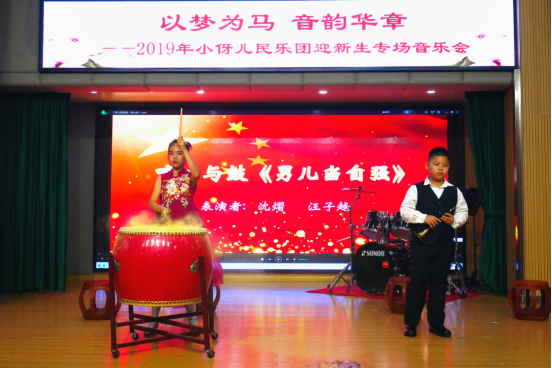 以梦为马 音韵华章
——2019年小伢儿民乐团迎新生专场音乐会
与鼓《男儿当自强》
表演者：沈熠 汪子越
SONOR